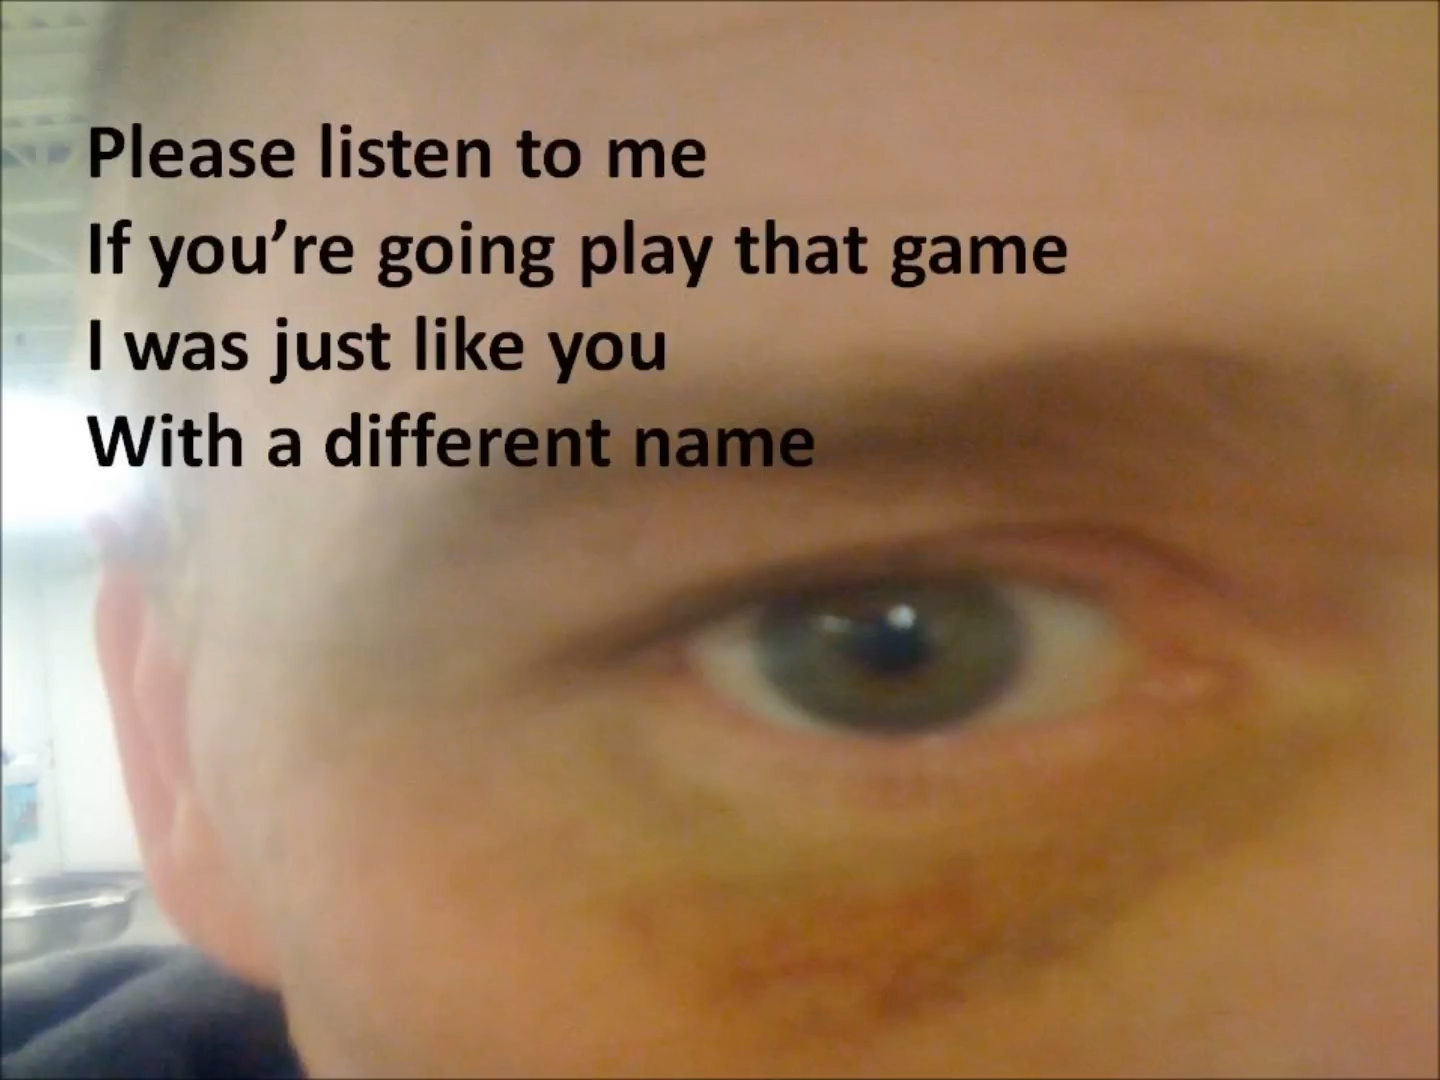 Please listen to me
If you’re going play that game
I was just like you
With a different name